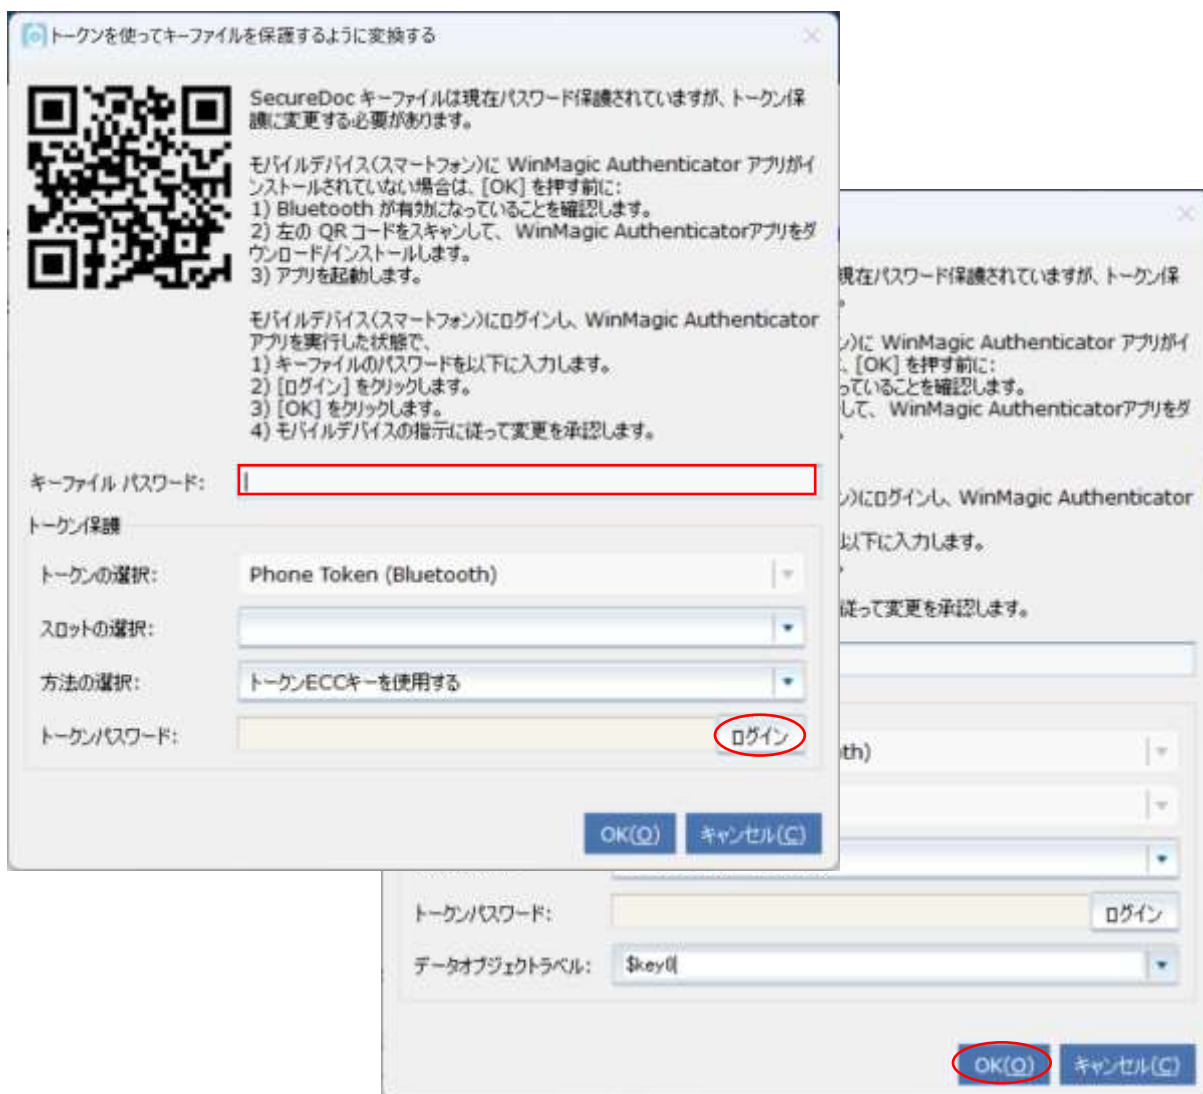 トークンを使ってキーファイルを保護するように変換する
SecureDoc キーファイルは現在パスワード保護されていますが、トークン保
護に変更する必要があります。
モバイルデバイス(スマートフォン)に WinMagic Authenticator アプリがイ
ンストールされていない場合は、[OK] を押す前に:
1) Bluetooth が有効になっていることを確認します。
2) 左の QR コードをスキャンして、 WinMagic Authenticatorアプリをダ
ウンロード/インストールします。
3) アプリを起動します。
モバイルデバイス(スマートフォン)にログインし、WinMagic Authenticator
アプリを実行した状態で、
1) キーファイルのパスワードを以下に入力します。
2) [ログイン] をクリックします。
3) [OK] をクリックします。
4) モバイルデバイスの指示に従って変更を承認します。
キーファイル パスワード:
トークン保護
トークンの選択: Phone Token (Bluetooth)
スロットの選択:
方法の選択: トークンECCキーを使用する
トークンパスワード: ログイン
OK(O) キャンセル(C)
現在パスワード保護されていますが、トークン保
ン)に WinMagic Authenticator アプリがイ
、[OK] を押す前に:
っていることを確認します。
して、 WinMagic Authenticatorアプリをダ
ン)にログインし、WinMagic Authenticator
以下に入力します。
従って変更を承認します。
th)
トークンパスワード: ログイン
データオブジェクトラベル: $key0
OK(O) キャンセル(C)